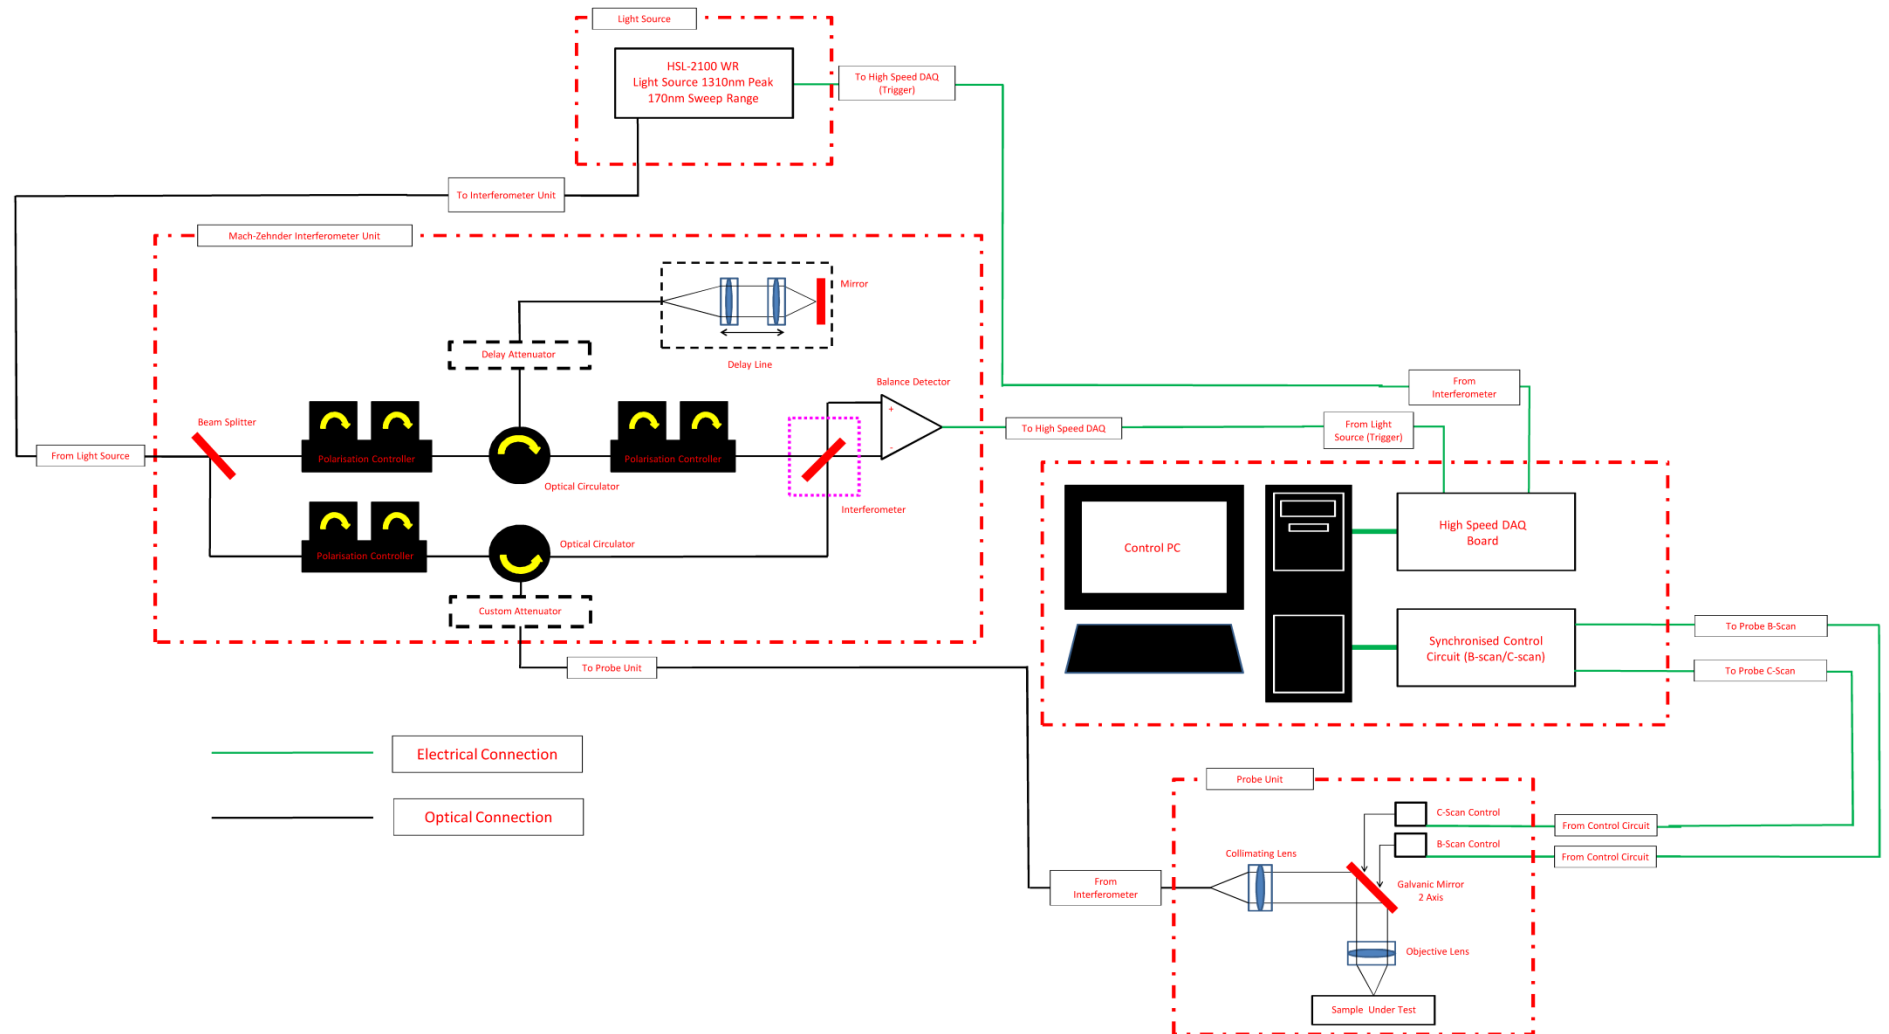 Light Source
HSL-2100 WR
Light Source 1310nm Peak
170nm Sweep Range
To High Speed DAQ
(Trigger)
To Interferometer Unit
Mach-Zehnder Interferometer Unit
Mirror
Delay Attenuator
Delay Line
Balance Detector
+
-
Beam Splitter
From Light Source
Polarisation Controller
Optical Circulator
Polarisation Controller
Interferometer
Polarisation Controller
Optical Circulator
Custom Attenuator
To Probe Unit
To High Speed DAQ
From
Interferometer
From Light
Source (Trigger)
Control PC
High Speed DAQ
Board
Synchronised Control
Circuit (B-scan/C-scan)
To Probe B-Scan
To Probe C-Scan
Electrical Connection
Optical Connection
Probe Unit
C-Scan Control
B-Scan Control
From Control Circuit
From Control Circuit
Collimating Lens
From
Interferometer
Galvanic Mirror
2 Axis
Objective Lens
Sample Under Test